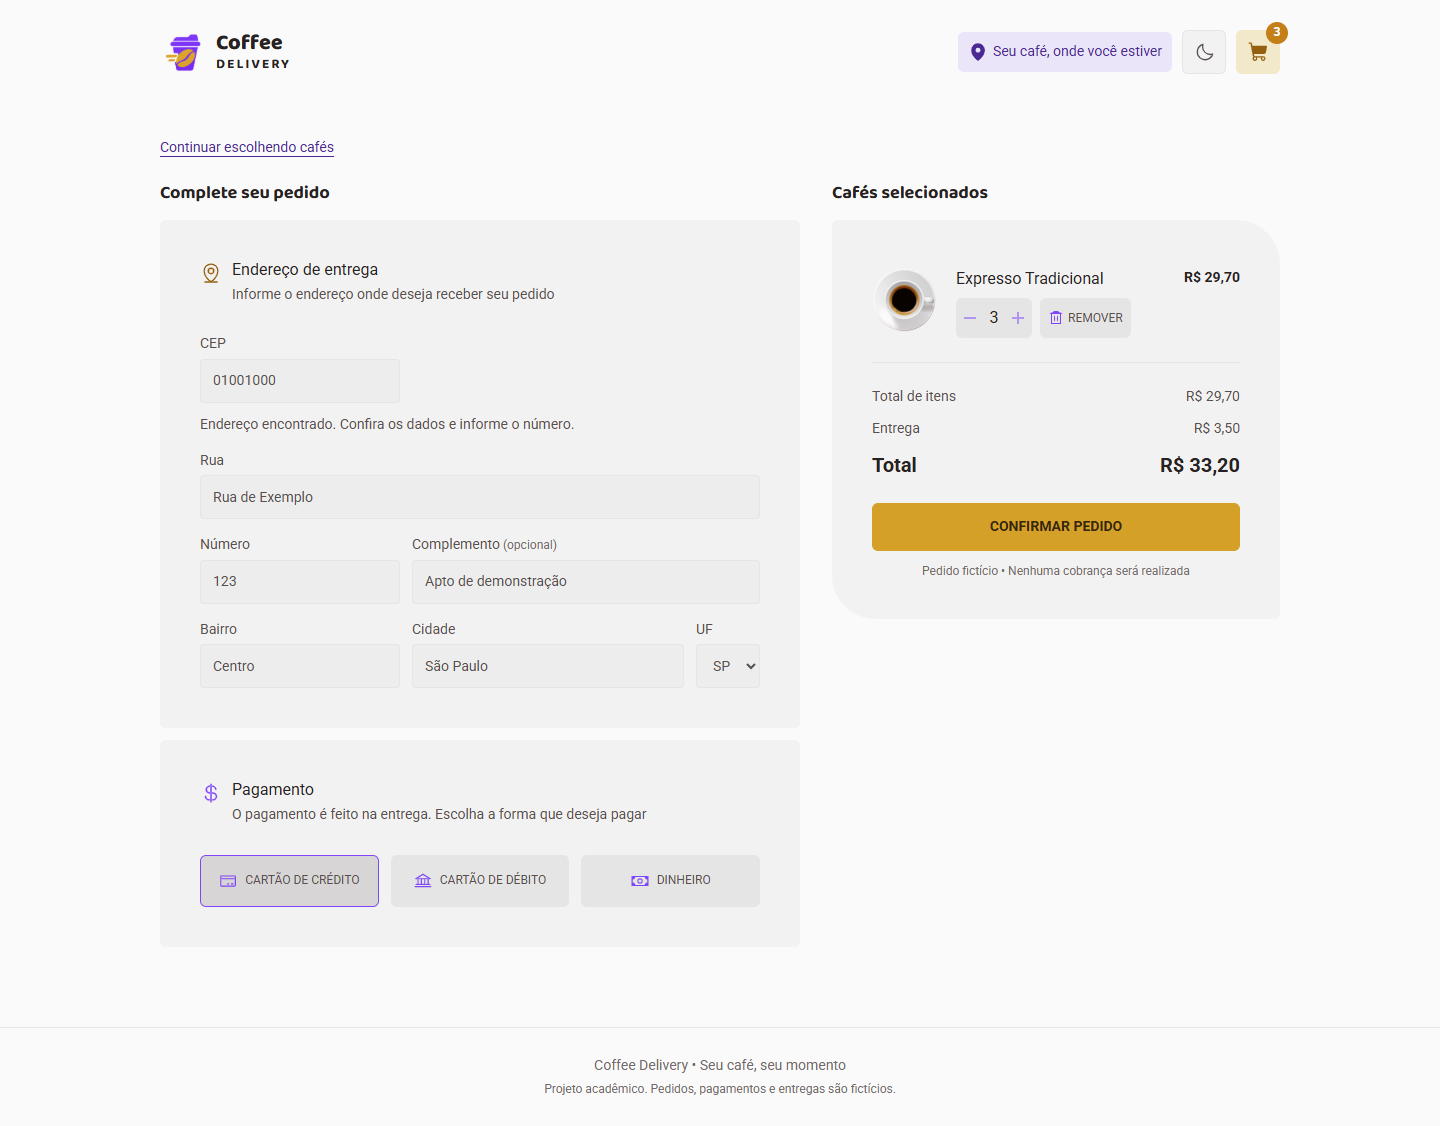 Coffee
DELIVERY
Seu café, onde você estiver
3
Continuar escolhendo cafés
Complete seu pedido
Endereço de entrega
Informe o endereço onde deseja receber seu pedido
CEP
01001000
Endereço encontrado. Confira os dados e informe o número.
Rua
Rua de Exemplo
Número
Complemento (opcional)
123
Apto de demonstração
Bairro
Cidade
UF
Centro
São Paulo
SP
Pagamento
O pagamento é feito na entrega. Escolha a forma que deseja pagar
CARTÃO DE CRÉDITO
CARTÃO DE DÉBITO
DINHEIRO
Cafés selecionados
Expresso Tradicional
R$ 29,70
3
REMOVER
Total de itens
R$ 29,70
Entrega
R$ 3,50
Total
R$ 33,20
CONFIRMAR PEDIDO
Pedido fictício • Nenhuma cobrança será realizada
Coffee Delivery • Seu café, seu momento
Projeto acadêmico. Pedidos, pagamentos e entregas são fictícios.